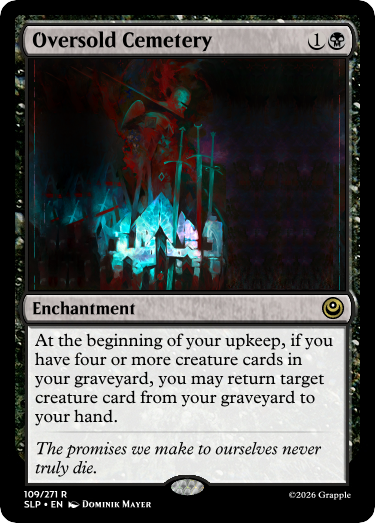 Oversold Cemetery 1
Enchantment
At the beginning of your upkeep, if you
have four or more creature cards in
your graveyard, you may return target
creature card from your graveyard to
your hand.
The promises we make to ourselves never
truly die.
109/271 R
SLP • EN Dominik Mayer
©2026 Grapple